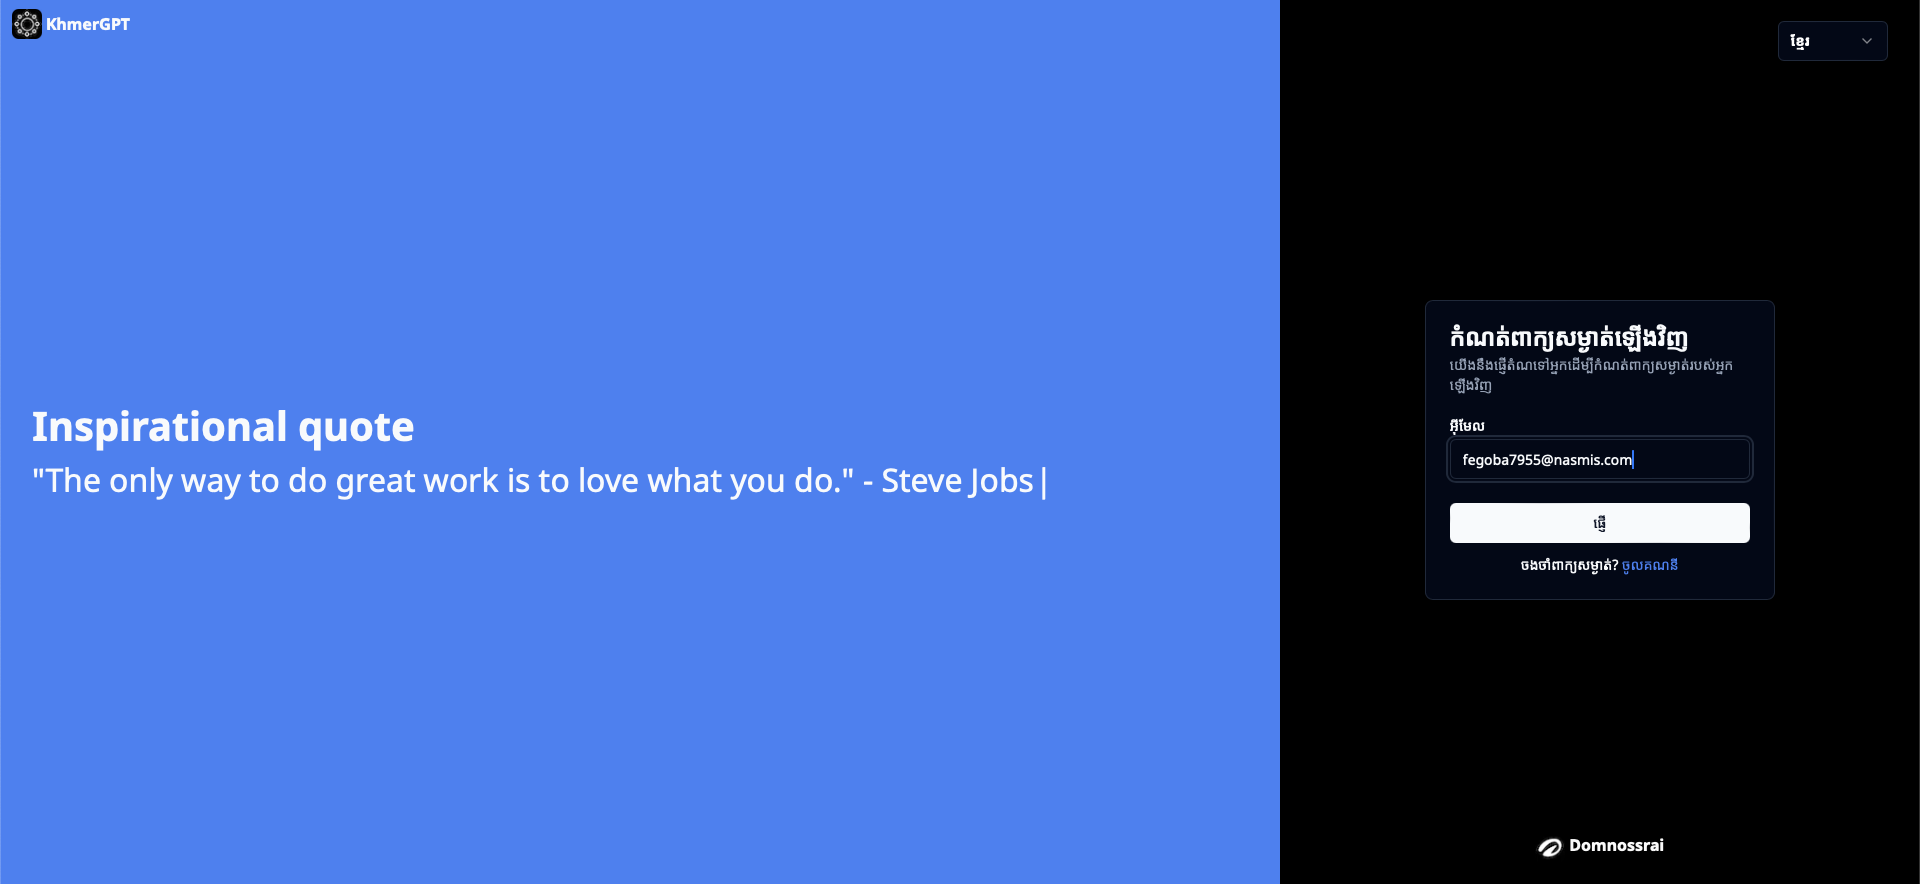 KhmerGPT
ខ្មែរ
Inspirational quote
"The only way to do great work is to love what you do." - Steve Jobs|
កំណត់ពាក្យសម្ងាត់ឡើងវិញ
យើងនឹងផ្ញើតំណទៅអ្នកដើម្បីកំណត់ពាក្យសម្ងាត់របស់អ្នក
ឡើងវិញ
អ៊ីមែល
fegoba7955@nasmis.com
ផ្ញើ
ចងចាំពាក្យសម្ងាត់? ចូលគណនី
Domnossrai